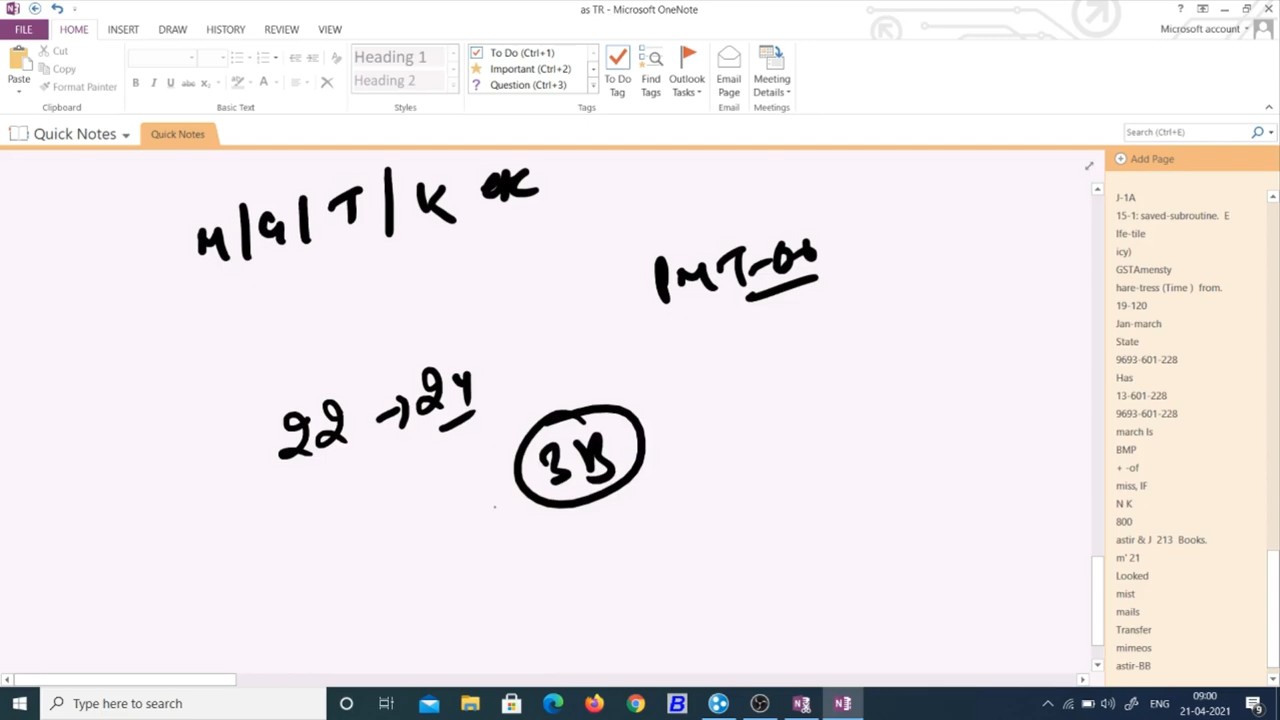 as TR - Microsoft OneNote
Microsoft account
FILE HOME INSERT DRAW HISTORY REVIEW VIEW
Paste
Cut
Copy
Format Painter
Clipboard
B I U abc x₂
Basic Text
Heading 1
Heading 2
Styles
To Do (Ctrl+1)
Important (Ctrl+2)
Question (Ctrl+3)
To Do Tag
Find Tags
Outlook Tasks
Tags
Email Page
Email
Meeting Details
Meetings
Quick Notes
Quick Notes
Search (Ctrl+E)
Add Page
M/G/T/K
PMT-06
22 → 24
3B
J-1A
15-1: saved-subroutine. E
Ife-tile
icy)
GSTAmensty
hare-tress (Time ) from.
19-120
Jan-march
State
9693-601-228
Has
13-601-228
9693-601-228
march Is
BMP
+ -of
miss, IF
N K
800
astir & J 213 Books.
m' 21
Looked
mist
mails
Transfer
mimeos
astir-BB
Type here to search
ENG
09:00
21-04-2021
9